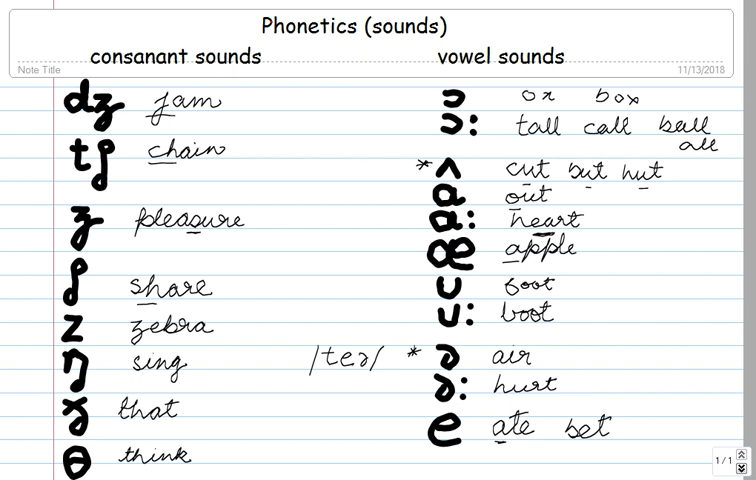 Phonetics (sounds)
consanant sounds vowel sounds
Note Title 11/13/2018
dʒ jam
tʃ chain
ʒ pleasure
ʃ share
z zebra
ŋ sing
ɣ that
θ think
ɔ ox box
ɔ: tall call ball
all
* ʌ cut but hut
a out
a: heart
æ apple
u foot
u: boot
/teə/ * ə air
ə: hurt
e ate bet
1/1